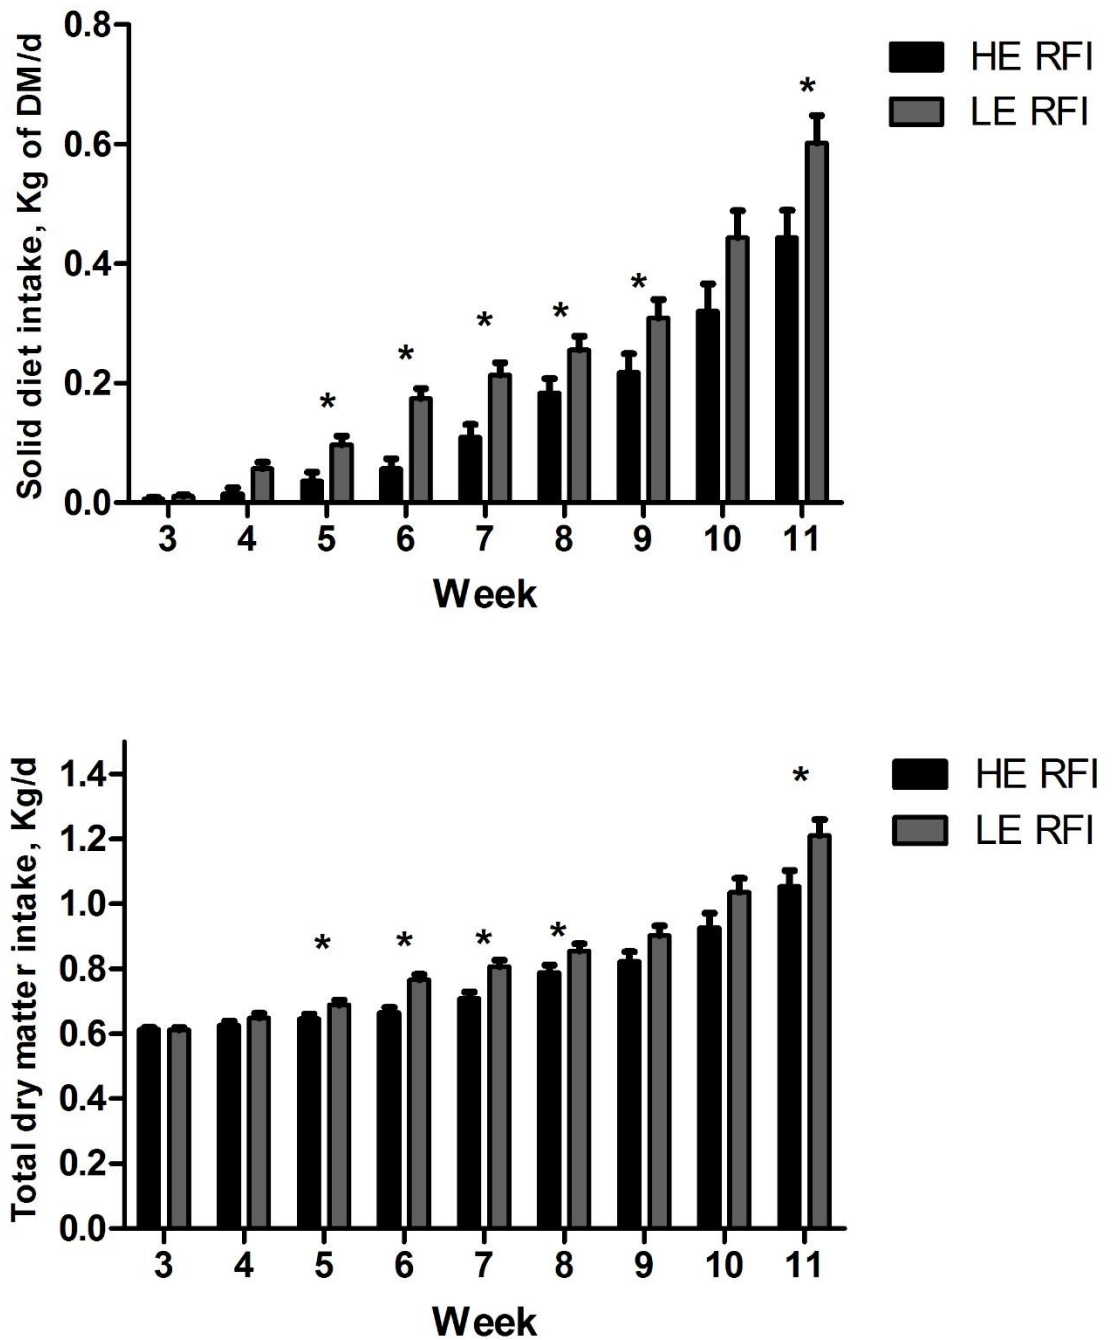 Solid diet intake, Kg of DM/d
0.8
0.6
0.4
0.2
0.0
* * * * * *
3 4 5 6 7 8 9 10 11
Week
HE RFI
LE RFI
Total dry matter intake, Kg/d
1.4
1.2
1.0
0.8
0.6
0.4
0.2
0.0
* * * * *
3 4 5 6 7 8 9 10 11
Week
HE RFI
LE RFI